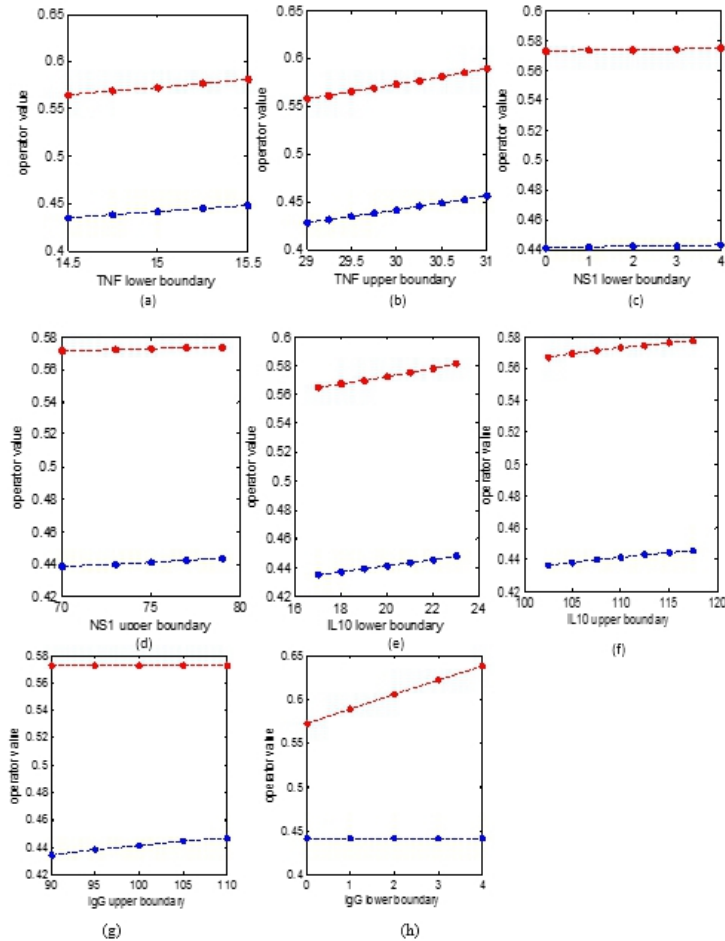 0.65
0.6
0.55
0.5
0.45
0.4
14.5 15 15.5
operator value
TNF lower boundary
(a)
0.65
0.6
0.55
0.5
0.45
0.4
29 29.5 30 30.5 31
operator value
TNF upper boundary
(b)
0.6
0.58
0.56
0.54
0.52
0.5
0.48
0.46
0.44
0 1 2 3 4
operator value
NS1 lower boundary
(c)
0.58
0.56
0.54
0.52
0.5
0.48
0.46
0.44
0.42
70 75 80
operator value
NS1 upper boundary
(d)
0.6
0.58
0.56
0.54
0.52
0.5
0.48
0.46
0.44
0.42
16 18 20 22 24
operator value
IL10 lower boundary
(e)
0.58
0.56
0.54
0.52
0.5
0.48
0.46
0.44
0.42
100 105 110 115 120
operator value
IL10 upper boundary
(f)
0.58
0.56
0.54
0.52
0.5
0.48
0.46
0.44
0.42
90 95 100 105 110
operator value
IgG upper boundary
(g)
0.65
0.6
0.55
0.5
0.45
0.4
0 1 2 3 4
operator value
IgG lower boundary
(h)